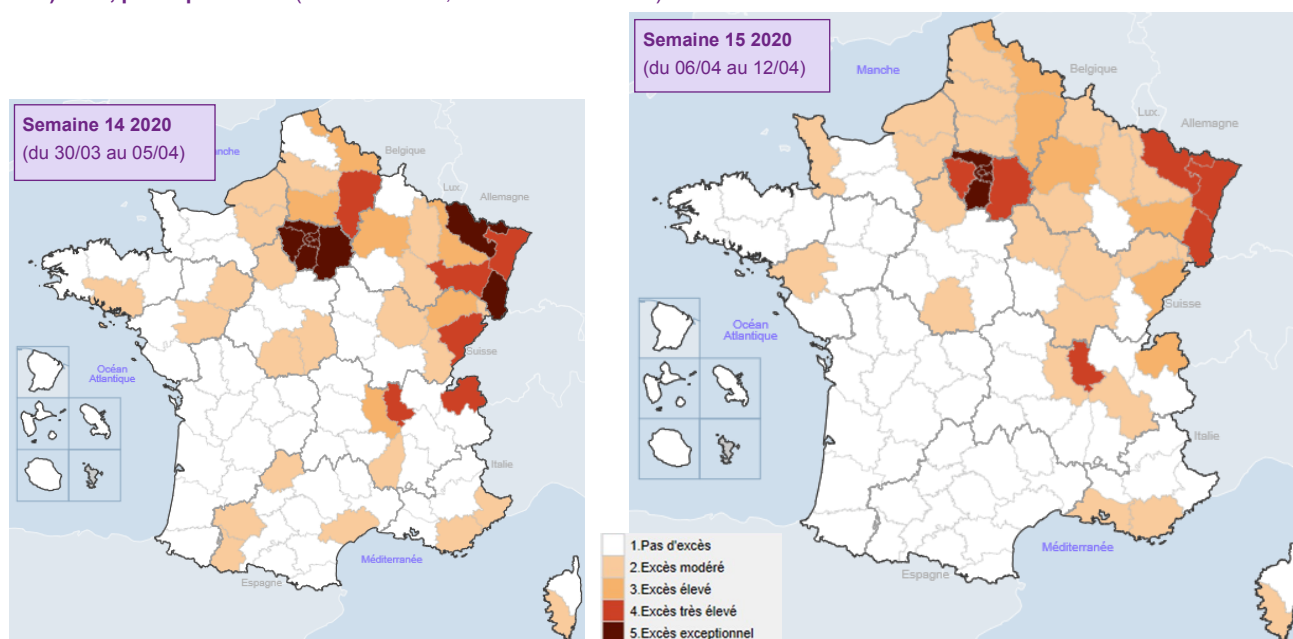 Semaine 14 2020
(du 30/03 au 05/04)
Belgique
Lux.
Allemagne
Suisse
Océan
Atlantique
Italie
Méditerranée
Espagne
Semaine 15 2020
(du 06/04 au 12/04)
Manche
Belgique
Lux.
Allemagne
Suisse
Océan
Atlantique
Italie
Méditerranée
Espagne
1.Pas d'excès
2.Excès modéré
3.Excès élevé
4.Excès très élevé
5.Excès exceptionnel